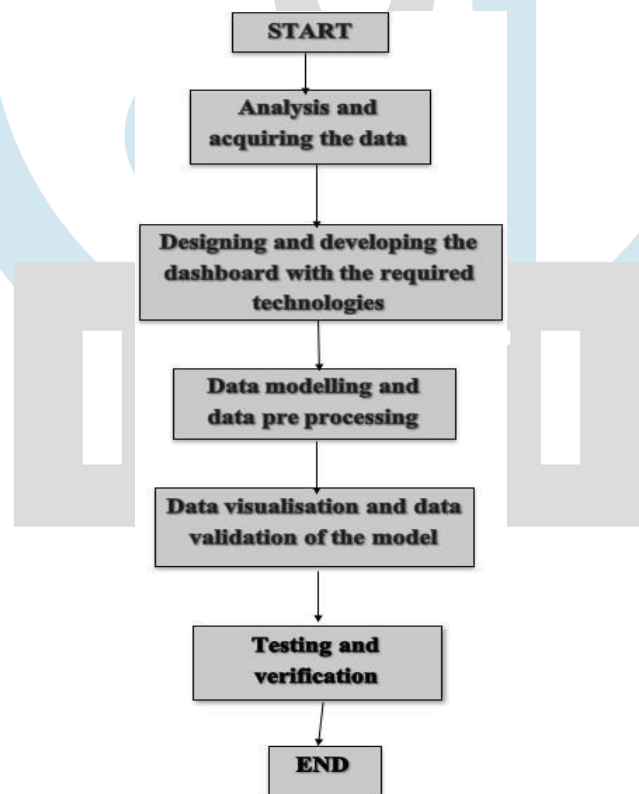 START
Analysis and
acquiring the data
Designing and developing the
dashboard with the required
technologies
Data modelling and
data pre processing
Data visualisation and data
validation of the model
Testing and
verification
END